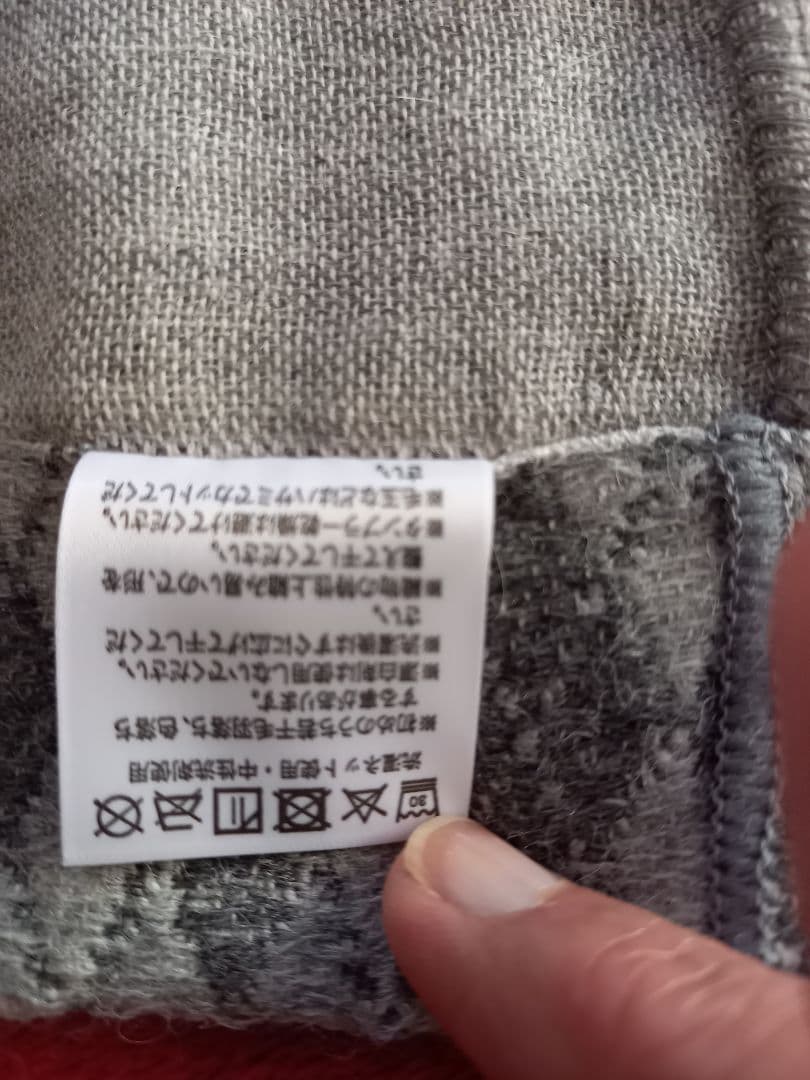 30
洗濯ネット使用・中性洗剤使用
※初めのうち若干毛羽落ち、色落ち
する事があります。
※漂白剤は使用しないでください。
※洗濯後はすぐに広げて干してくだ
さい。
※織物の特性上縮み易いので、形を
整えて干してください。
※タンブラー乾燥は避けてください。
※毛玉などはハサミでカットしてくだ
さい。